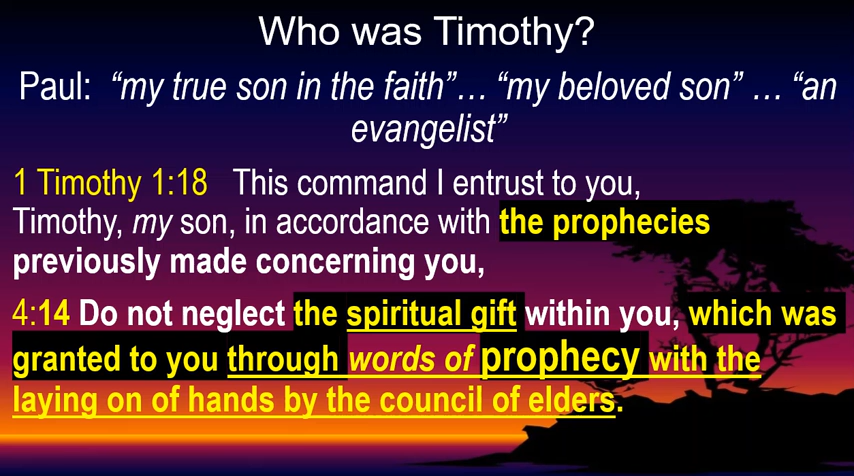 Who was Timothy?
Paul:  “my true son in the faith”… “my beloved son” … “an
evangelist”
1 Timothy 1:18   This command I entrust to you,
Timothy, my son, in accordance with the prophecies
previously made concerning you,
4:14 Do not neglect the spiritual gift within you, which was
granted to you through words of prophecy with the
laying on of hands by the council of elders.